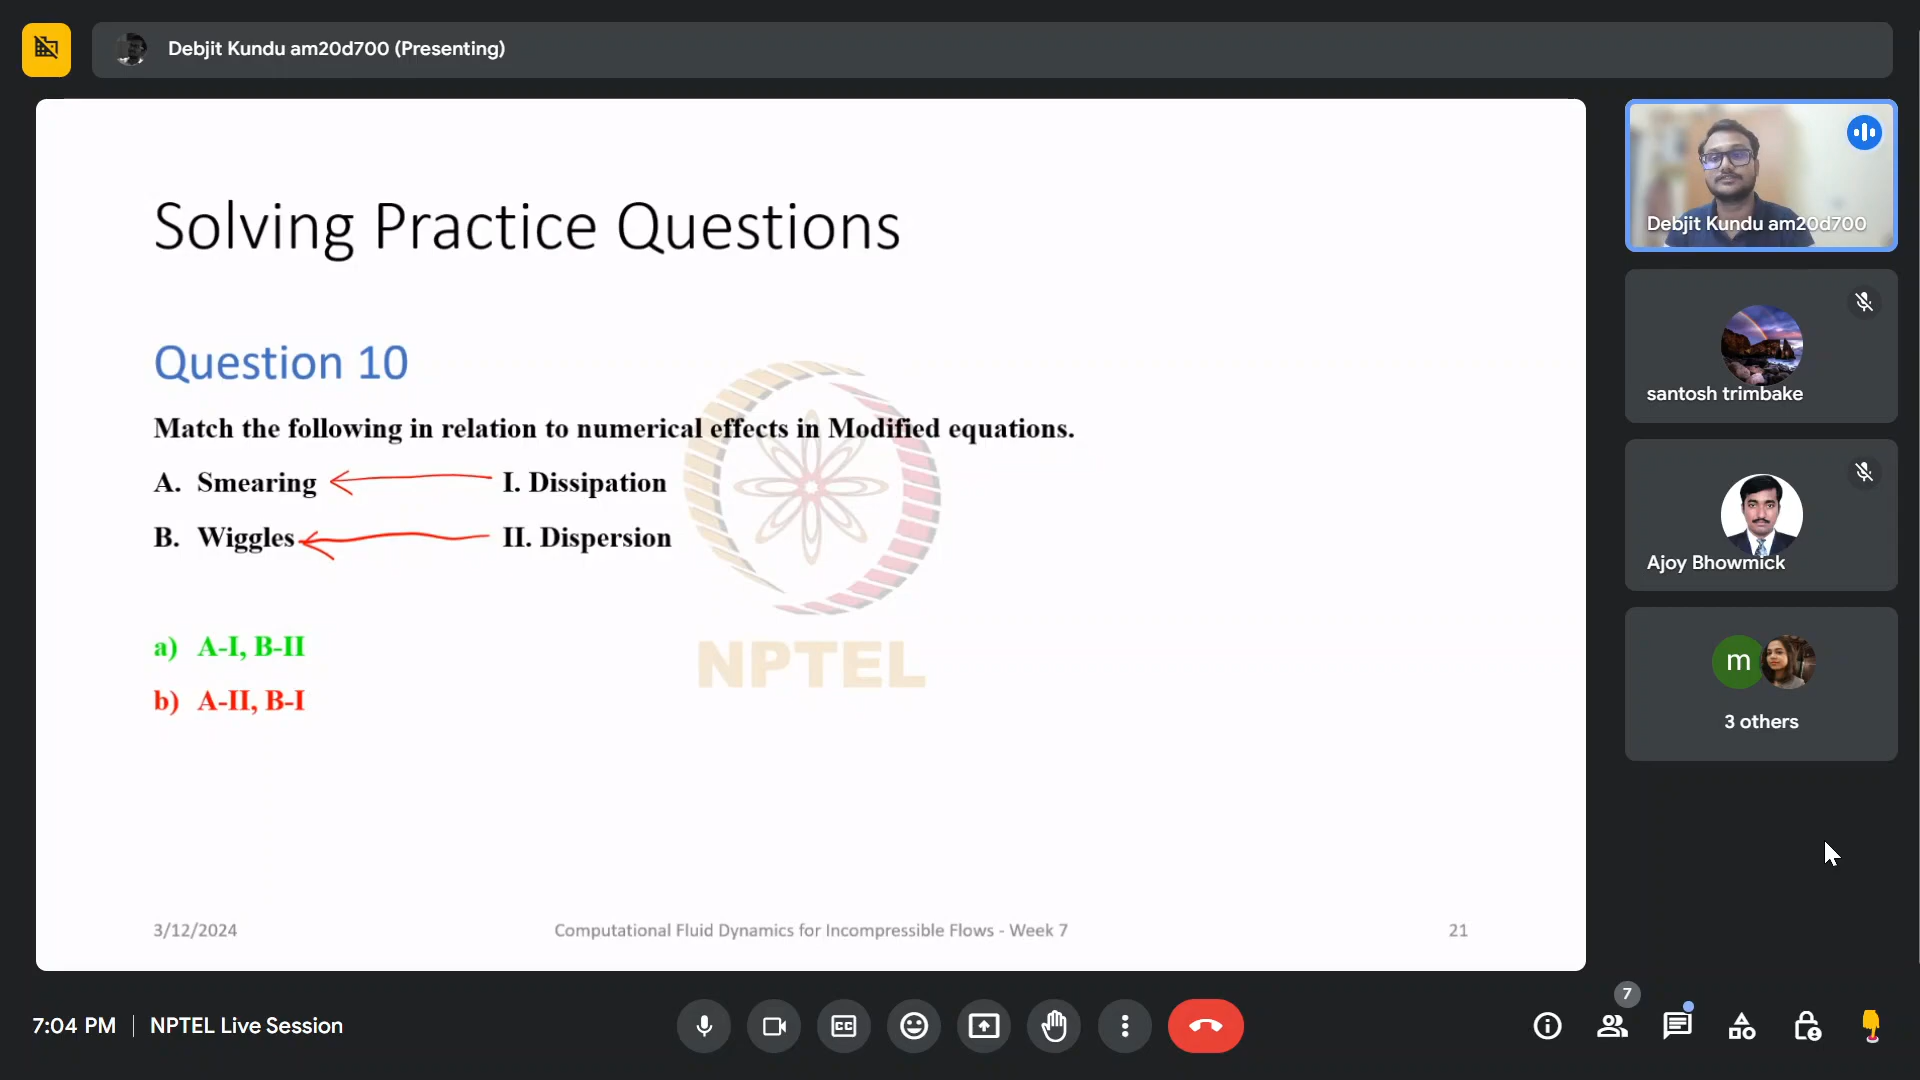 Debjit Kundu am20d700 (Presenting)
Solving Practice Questions
Question 10
Match the following in relation to numerical effects in Modified equations.
A. Smearing I. Dissipation
B. Wiggles II. Dispersion
a) A-I, B-II
b) A-II, B-I
NPTEL
3/12/2024 Computational Fluid Dynamics for Incompressible Flows - Week 7 21
Debjit Kundu am20d700
santosh trimbake
Ajoy Bhowmick
m
3 others
7:04 PM NPTEL Live Session
CC
7